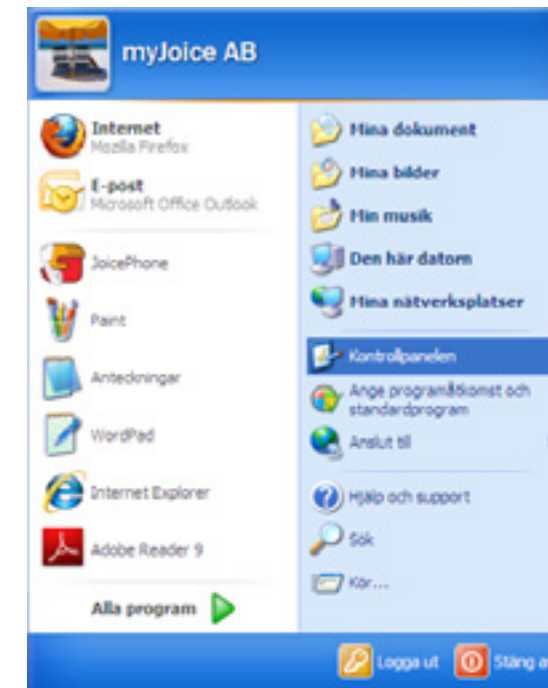 myJoice AB
Internet
Mozilla Firefox
E-post
Microsoft Office Outlook
JoicePhone
Paint
Anteckningar
WordPad
Internet Explorer
Adobe Reader 9
Alla program
Mina dokument
Mina bilder
Min musik
Den här datorn
Mina nätverksplatser
Kontrollpanelen
Ange programåtkomst och
standardprogram
Anslut till
Hjälp och support
Sök
Kör...
Logga ut
Stäng av